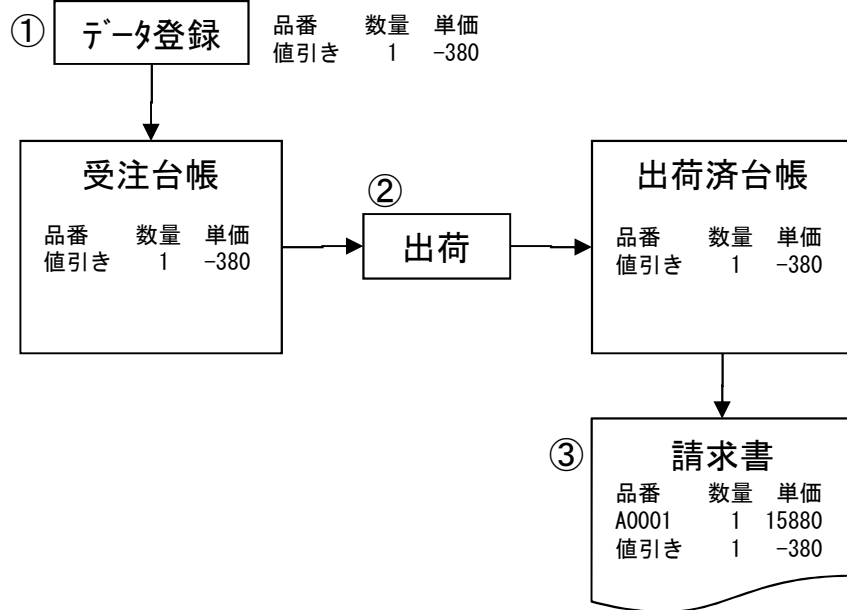 ① データ登録
品番 数量 単価
値引き 1 -380
受注台帳
品番 数量 単価
値引き 1 -380
②
出荷
出荷済台帳
品番 数量 単価
値引き 1 -380
③
請求書
品番 数量 単価
A0001 1 15880
値引き 1 -380